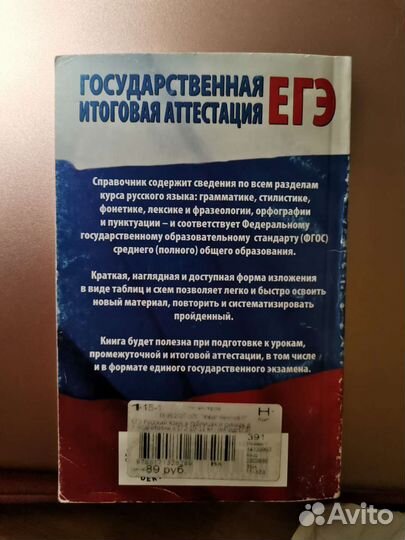 ГОСУДАРСТВЕННАЯ
ИТОГОВАЯ АТТЕСТАЦИЯ
ЕГЭ
Справочник содержит сведения по всем разделам
курса русского языка: грамматике, стилистике,
фонетике, лексике и фразеологии, орфографии
и пунктуации – и соответствует Федеральному
государственному образовательному стандарту (ФГОС)
среднего (полного) общего образования.
Краткая, наглядная и доступная форма изложения
в виде таблиц и схем позволяет легко и быстро освоить
новый материал, повторить и систематизировать
пройденный.
Книга будет полезна при подготовке к урокам,
промежуточной и итоговой аттестации, в том числе
и в формате единого государственного экзамена.
Н-
391
89 руб
Avito